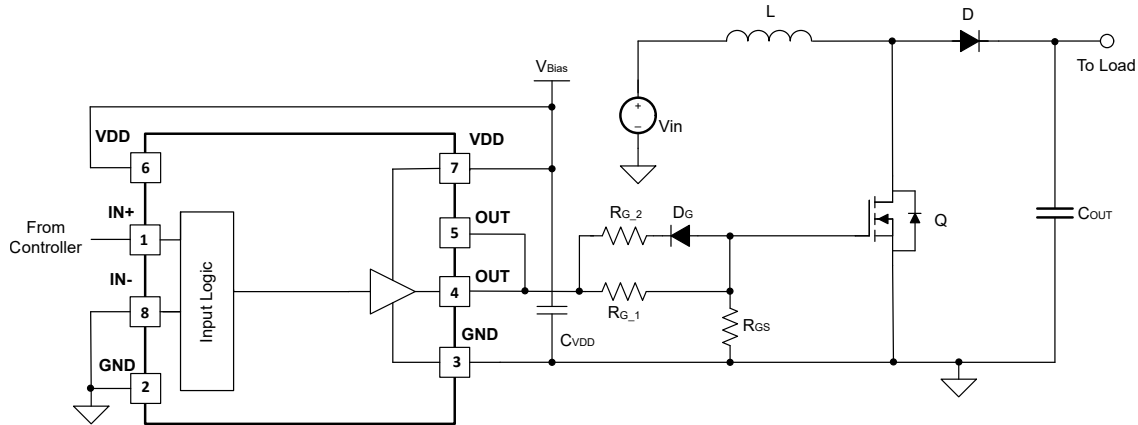 L
D
To Load
VBias
Vin
VDD
VDD
6
7
IN+
OUT
From
Controller
1
5
RG_2
DG
Q
COUT
IN-
OUT
Input Logic
8
4
RG_1
RGS
GND
GND
CVDD
2
3
+
−